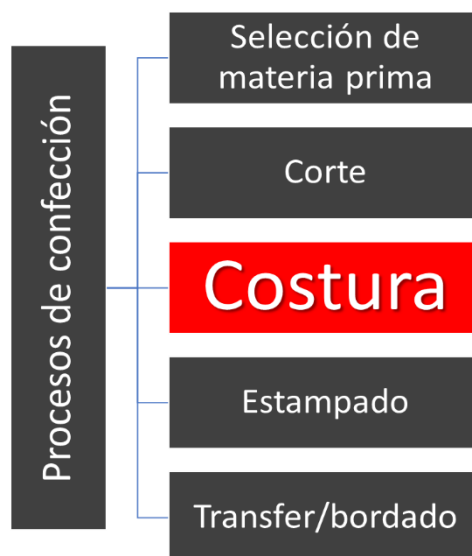 Procesos de confección
Selección de
materia prima
Corte
Costura
Estampado
Transfer/bordado